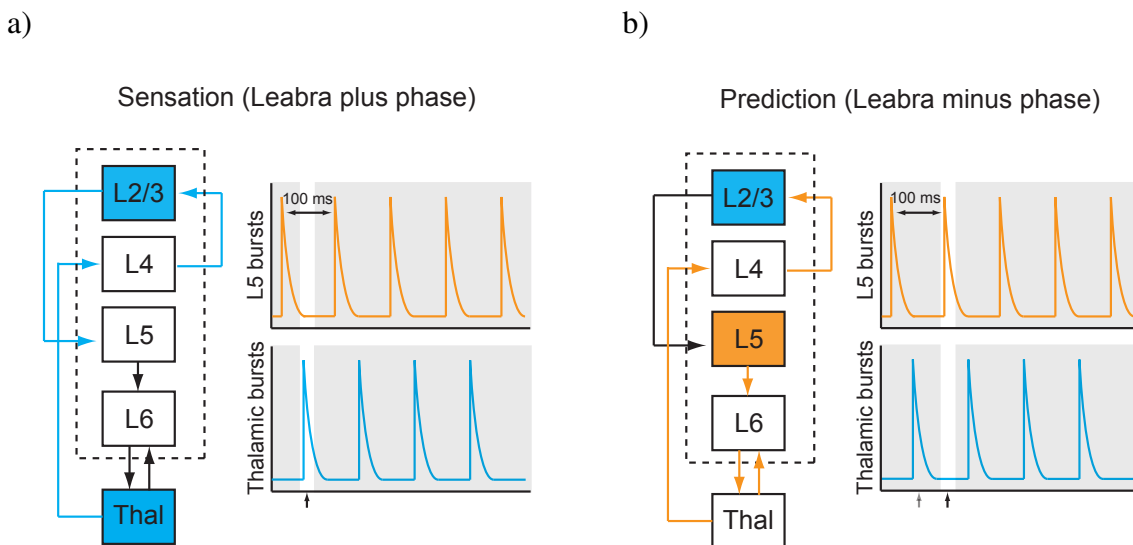 a)
Sensation (Leabra plus phase)
L2/3
L4
L5
L6
Thal
L5 bursts
100 ms
Thalamic bursts
b)
Prediction (Leabra minus phase)
L2/3
L4
L5
L6
Thal
L5 bursts
100 ms
Thalamic bursts